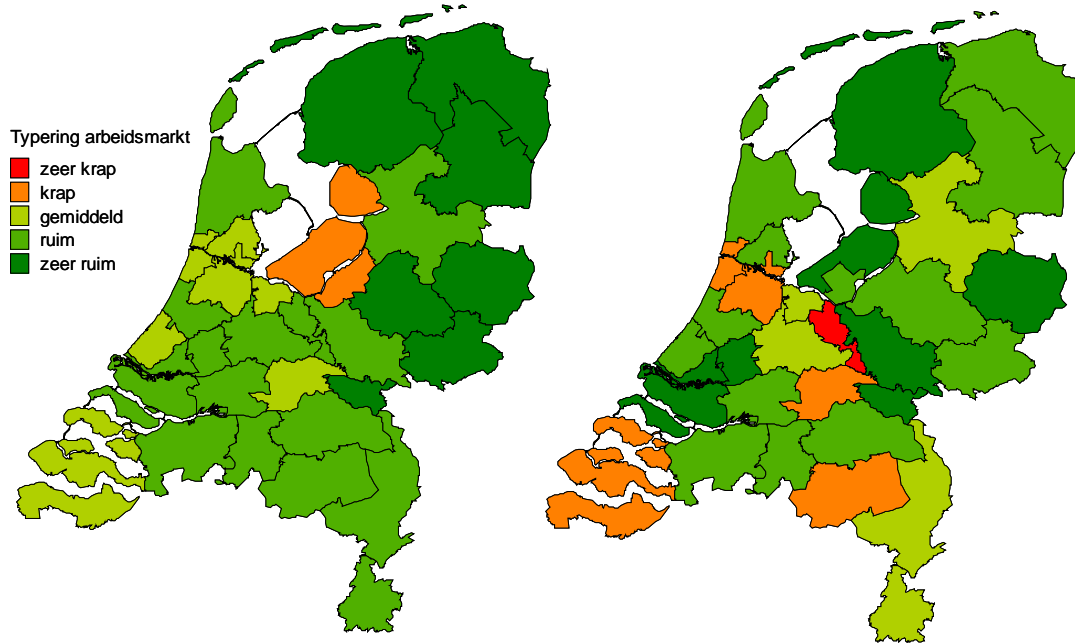 Typering arbeidsmarkt
zeer krap
krap
gemiddeld
ruim
zeer ruim